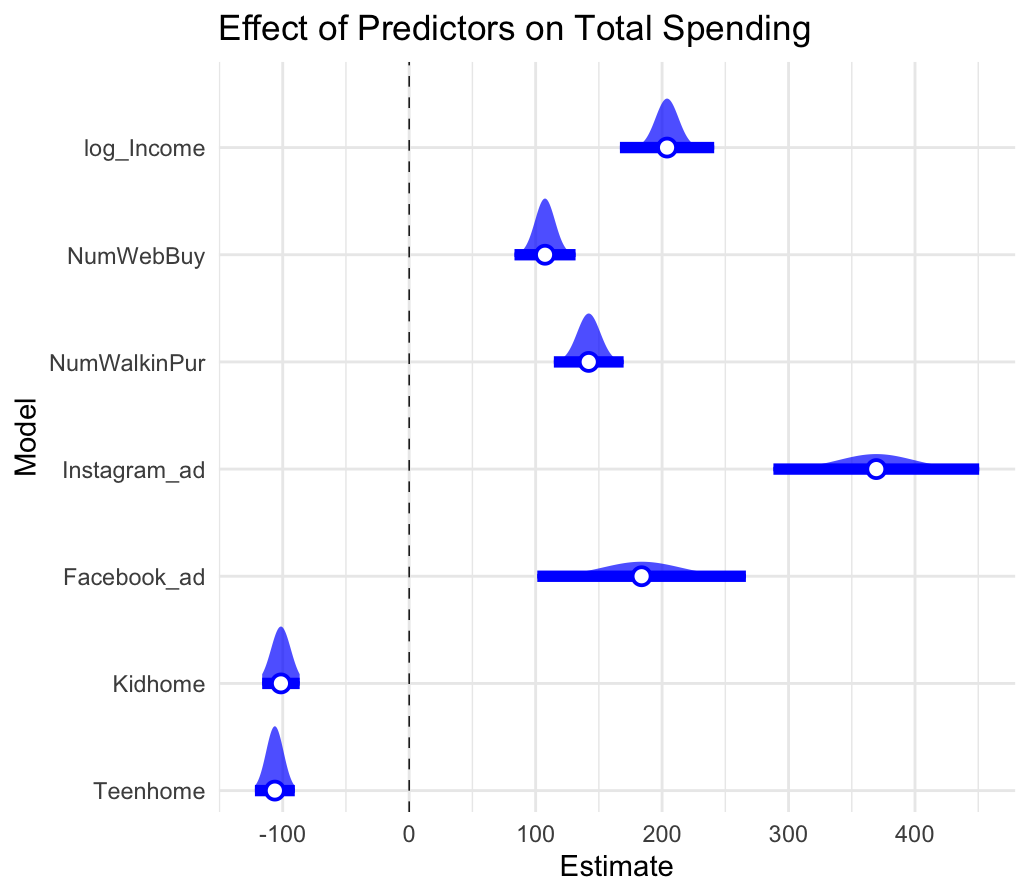 Effect of Predictors on Total Spending
log_Income
NumWebBuy
NumWalkinPur
Instagram_ad
Facebook_ad
Kidhome
Teenhome
Model
-100 0 100 200 300 400
Estimate